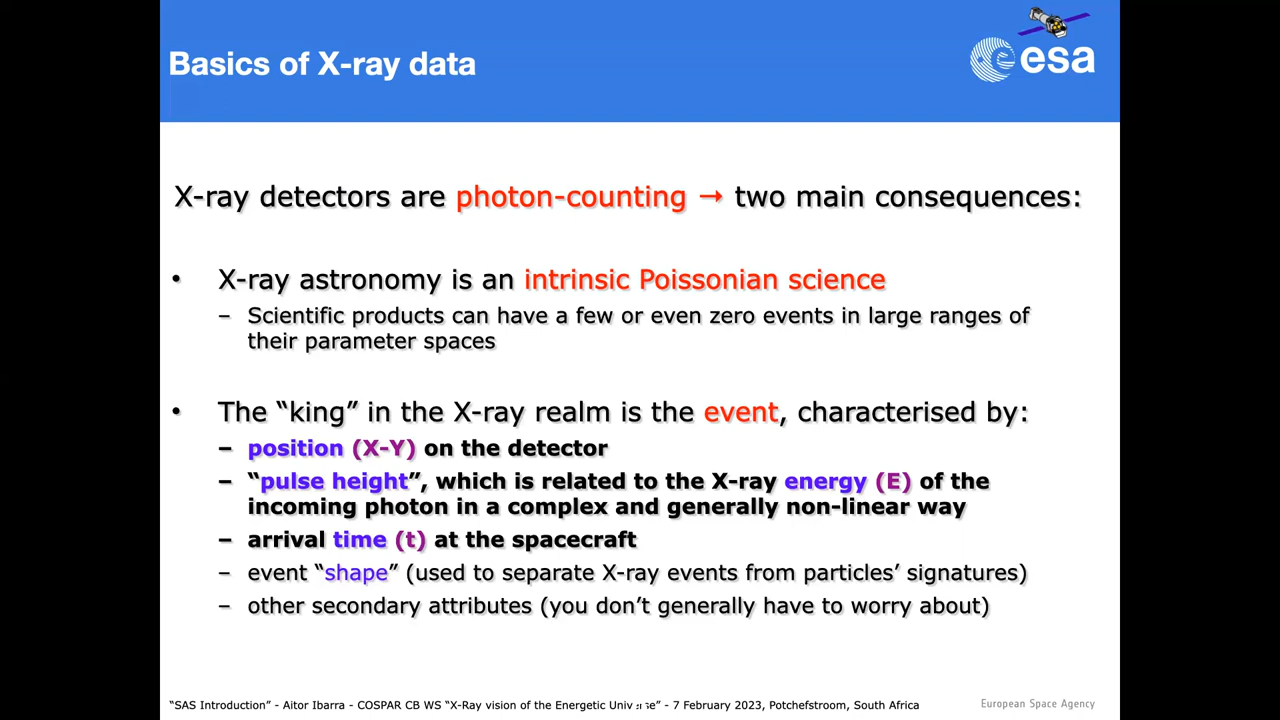 Basics of X-ray data
esa
X-ray detectors are photon-counting → two main consequences:
• X-ray astronomy is an intrinsic Poissonian science
– Scientific products can have a few or even zero events in large ranges of
their parameter spaces
• The “king” in the X-ray realm is the event, characterised by:
– position (X-Y) on the detector
– “pulse height”, which is related to the X-ray energy (E) of the
incoming photon in a complex and generally non-linear way
– arrival time (t) at the spacecraft
– event “shape” (used to separate X-ray events from particles’ signatures)
– other secondary attributes (you don’t generally have to worry about)
“SAS Introduction” - Aitor Ibarra - COSPAR CB WS “X-Ray vision of the Energetic - 7 February 2023, Potchefstroom, South Africa
European Space Agency